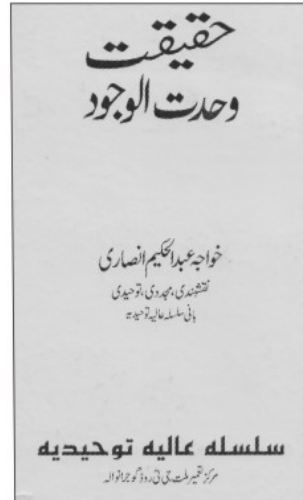 حقیقت
وحدت الوجود
خواجہ عبدالحکیم انصاری
نقشبندی، مجددی، توحیدی
بانی سلسلہ عالیہ توحیدیہ
سلسلہ عالیہ توحیدیہ
مرکز تعمیر ملت جی ٹی روڈ گوجرانوالہ